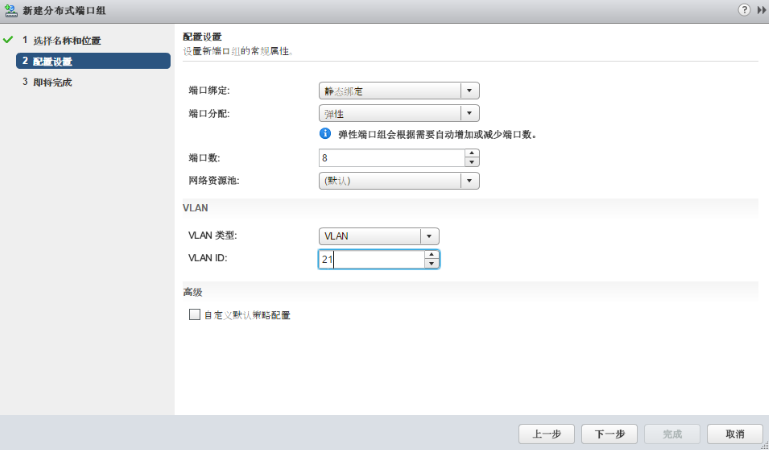 新建分布式端口组
1 选择名称和位置
2 配置设置
3 即将完成
配置设置
设置新端口组的常规属性.
端口绑定: 静态绑定
端口分配: 弹性
弹性端口组会根据需要自动增加或减少端口数。
端口数: 8
网络资源池: (默认)
VLAN
VLAN 类型: VLAN
VLAN ID: 21
高级
自定义默认策略配置
上一步 下一步 完成 取消